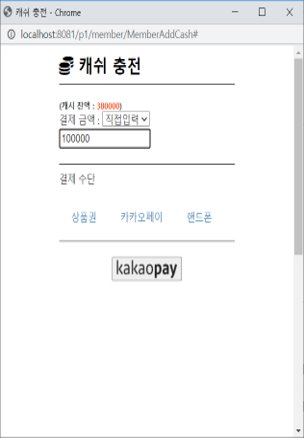 캐쉬 충전 - Chrome
localhost:8081/p1/member/MemberAddCash#
캐쉬 충전
(캐시 잔액 : 380000)
결제 금액 : 직접입력
100000
결제 수단
상품권 카카오페이 핸드폰
kakaopay